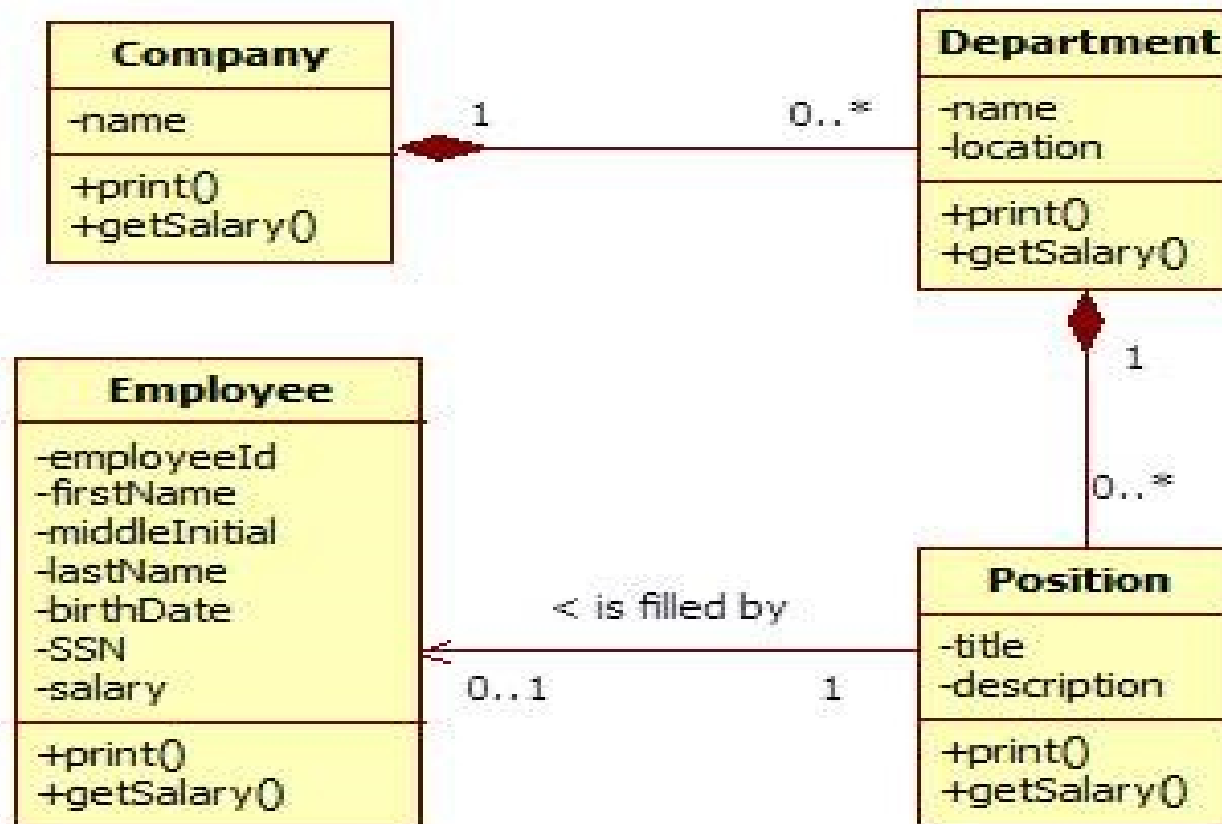 Company
-name
+print()
+getSalary()
1
0..*
Department
-name
-location
+print()
+getSalary()
1
0..*
Employee
-employeeId
-firstName
-middleInitial
-lastName
-birthDate
-SSN
-salary
+print()
+getSalary()
< is filled by
0..1
1
Position
-title
-description
+print()
+getSalary()